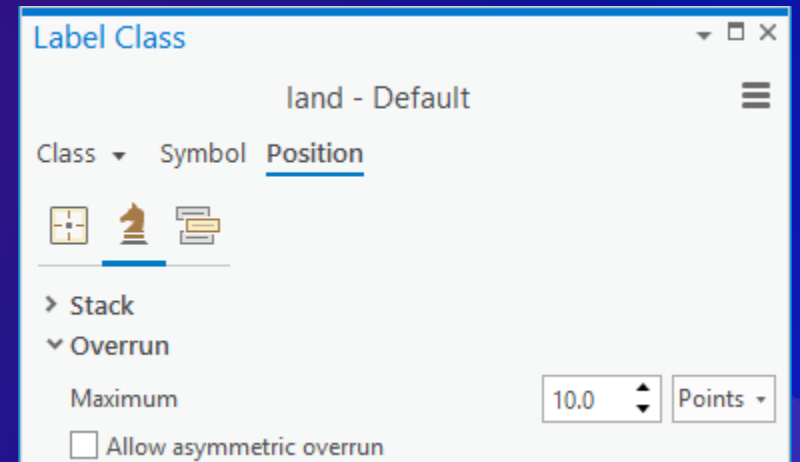 Label Class
land - Default
Class Symbol Position
Stack
Overrun
Maximum 10.0 Points
Allow asymmetric overrun